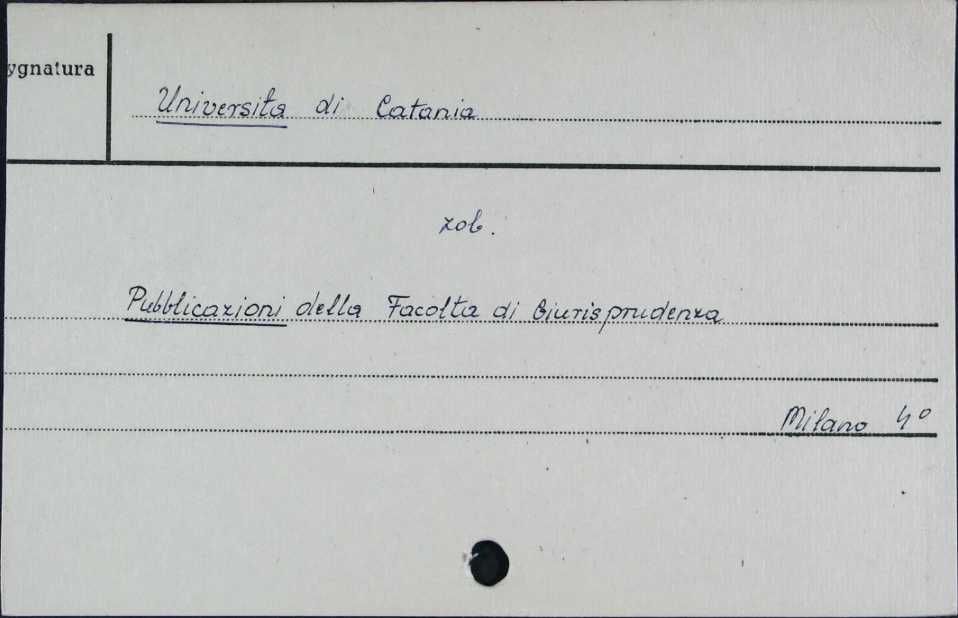 ygnatura
Universita di Catania
zob.
Pubblicazioni della Facolta di Giurisprudenza
Milano 4°